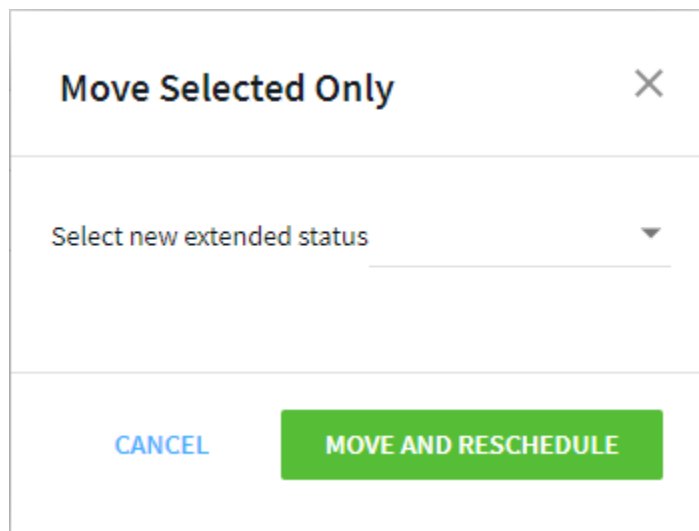 Move Selected Only
Select new extended status
CANCEL
MOVE AND RESCHEDULE